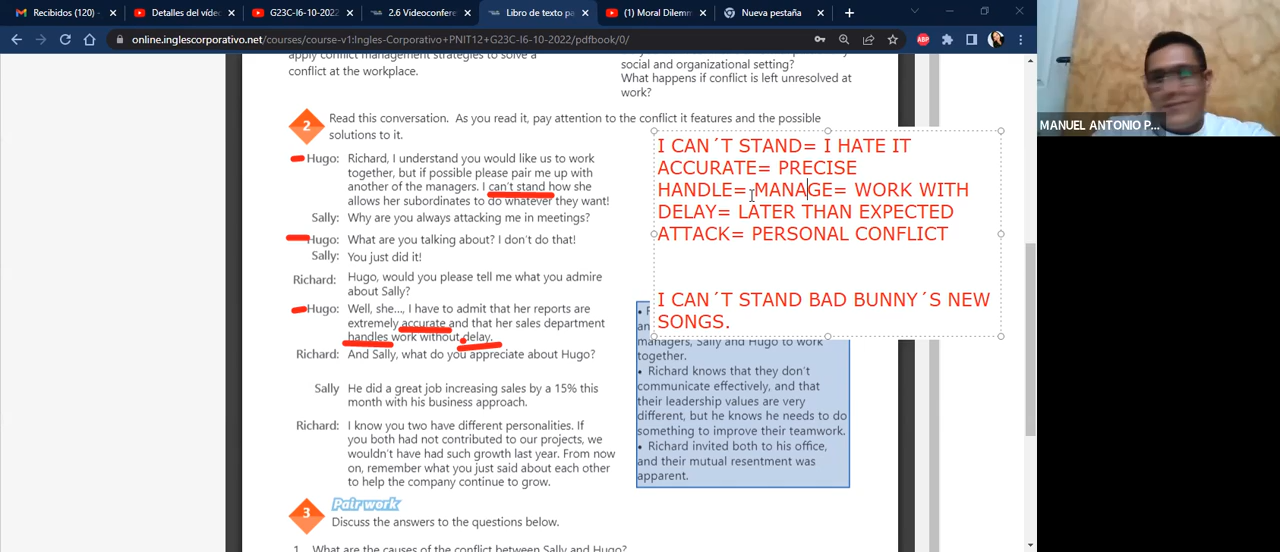 Recibidos (120) -
Detalles del víde
G23C-I6-10-2022
2.6 Videoconfere
Libro de texto pa
(1) Moral Dilemm
Nueva pestaña
online.inglescorporativo.net/courses/course-v1:Ingles-Corporativo+PNIT12+G23C-I6-10-2022/pdfbook/0/
ABP
apply conflict management strategies to solve a
conflict at the workplace.
social and organizational setting?
What happens if conflict is left unresolved at
work?
2
Read this conversation. As you read it, pay attention to the conflict it features and the possible
solutions to it.
Hugo: Richard, I understand you would like us to work
together, but if possible please pair me up with
another of the managers. I can't stand how she
allows her subordinates to do whatever they want!
Sally: Why are you always attacking me in meetings?
Hugo: What are you talking about? I don't do that!
Sally: You just did it!
Richard: Hugo, would you please tell me what you admire
about Sally?
Hugo: Well, she..., I have to admit that her reports are
extremely accurate and that her sales department
handles work without delay.
Richard: And Sally, what do you appreciate about Hugo?
Sally He did a great job increasing sales by a 15% this
month with his business approach.
Richard: I know you two have different personalities. If
you both had not contributed to our projects, we
wouldn't have had such growth last year. From now
on, remember what you just said about each other
to help the company continue to grow.
I CAN´T STAND= I HATE IT
ACCURATE= PRECISE
HANDLE= MANAGE= WORK WITH
DELAY= LATER THAN EXPECTED
ATTACK= PERSONAL CONFLICT
I CAN´T STAND BAD BUNNY´S NEW
SONGS.
managers, Sally and Hugo to work
together.
• Richard knows that they don't
communicate effectively, and that
their leadership values are very
different, but he knows he needs to do
something to improve their teamwork.
• Richard invited both to his office,
and their mutual resentment was
apparent.
3
Pair work
Discuss the answers to the questions below.
1. What are the causes of the conflict between Sally and Hugo?
MANUEL ANTONIO P...